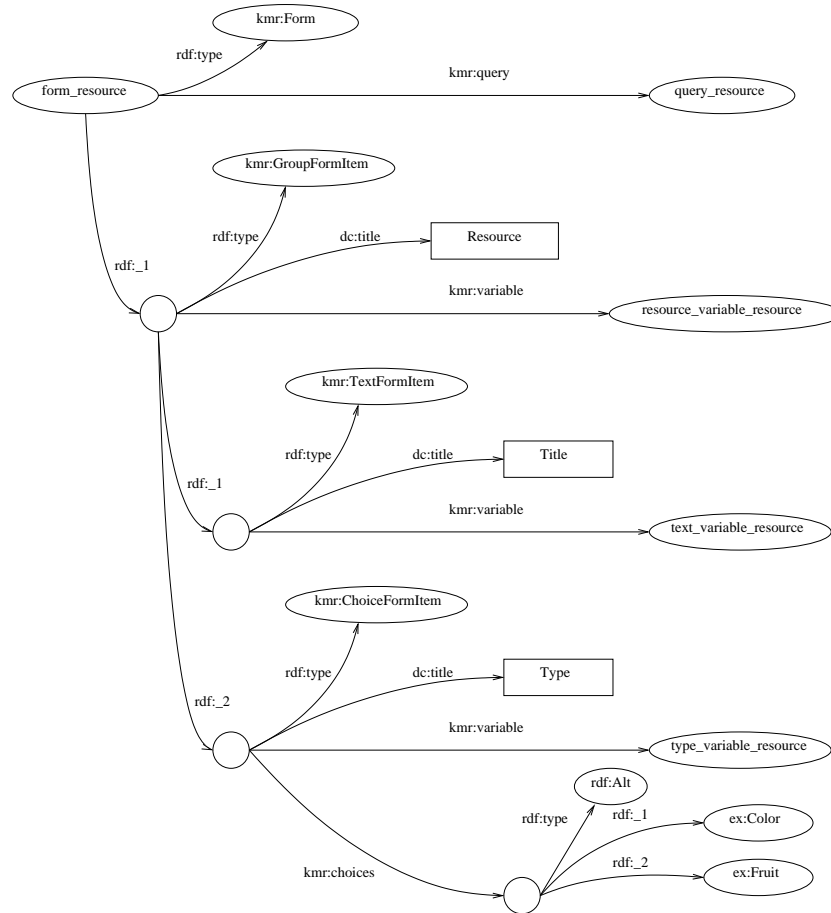 kmr:Form
rdf:type
kmr:query
form_resource
query_resource
kmr:GroupFormItem
rdf:type
dc:title
Resource
rdf:_1
kmr:variable
resource_variable_resource
kmr:TextFormItem
rdf:type
dc:title
Title
rdf:_1
kmr:variable
text_variable_resource
kmr:ChoiceFormItem
rdf:type
dc:title
Type
rdf:_2
kmr:variable
type_variable_resource
rdf:Alt
rdf:type
rdf:_1
ex:Color
kmr:choices
rdf:_2
ex:Fruit